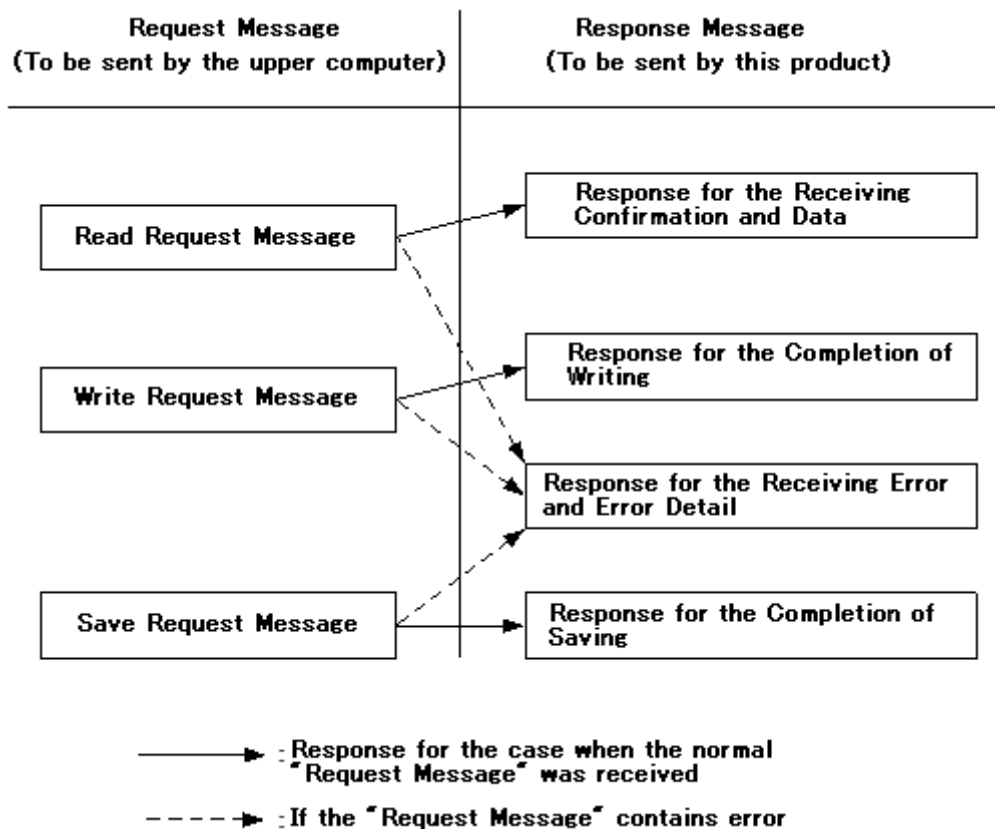 Request Message
(To be sent by the upper computer)
Response Message
(To be sent by this product)
Read Request Message
Response for the Receiving
Confirmation and Data
Write Request Message
Response for the Completion of
Writing
Response for the Receiving Error
and Error Detail
Save Request Message
Response for the Completion of
Saving
: Response for the case when the normal
"Request Message" was received
: If the "Request Message" contains error